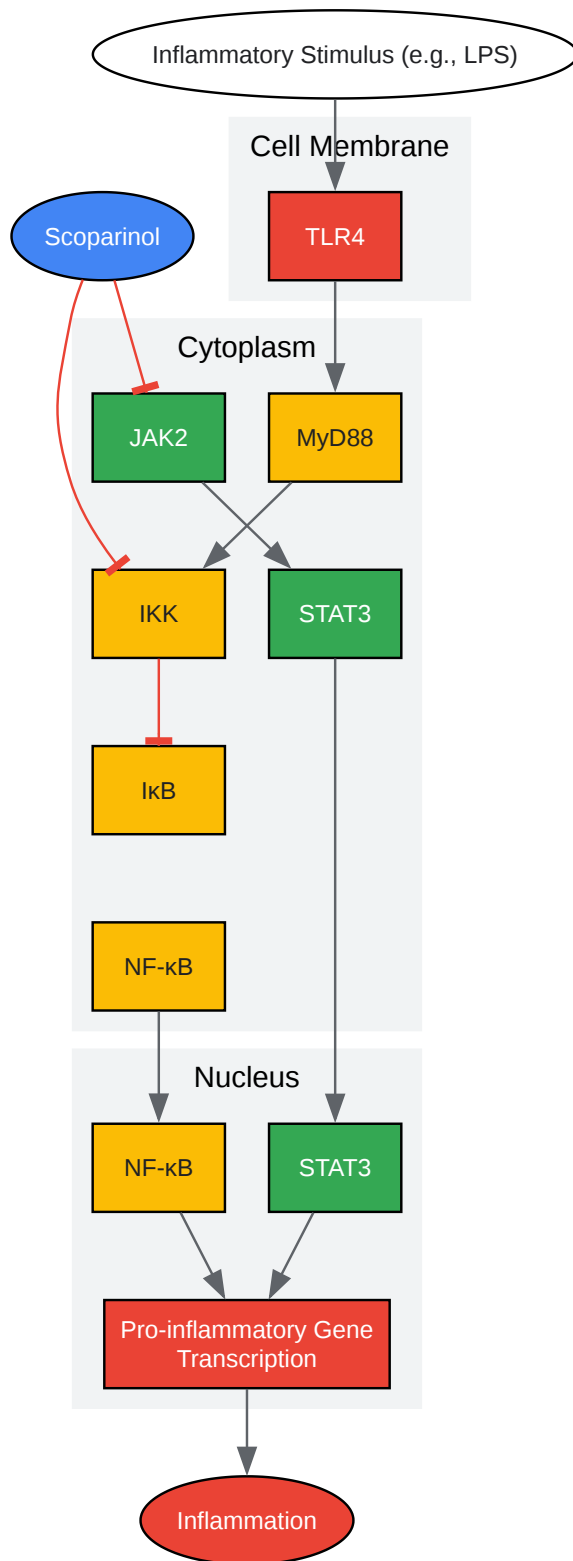 Inflammatory Stimulus (e.g., LPS)
Cell Membrane
Scoparinol
TLR4
Cytoplasm
JAK2
MyD88
IKK
STAT3
IκB
NF-κB
Nucleus
NF-κB
STAT3
Pro-inflammatory Gene
Transcription
Inflammation